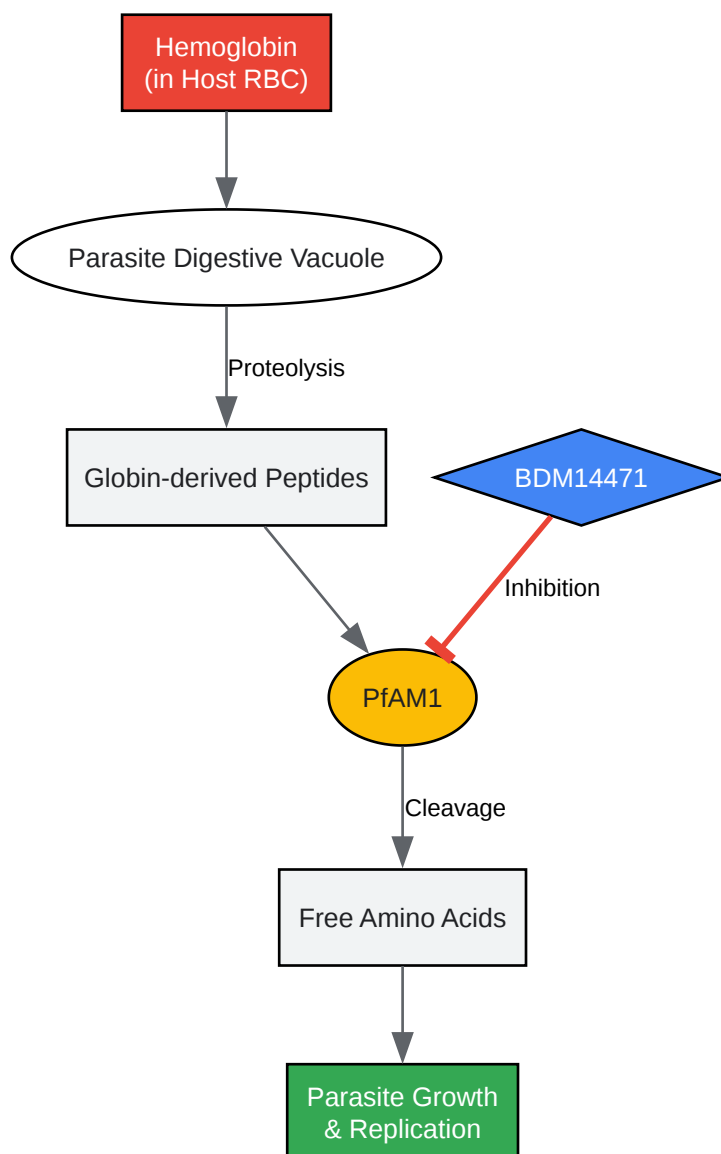 Hemoglobin
(in Host RBC)
Parasite Digestive Vacuole
Proteolysis
Globin-derived Peptides
BDM14471
Inhibition
PfAM1
Cleavage
Free Amino Acids
Parasite Growth
& Replication